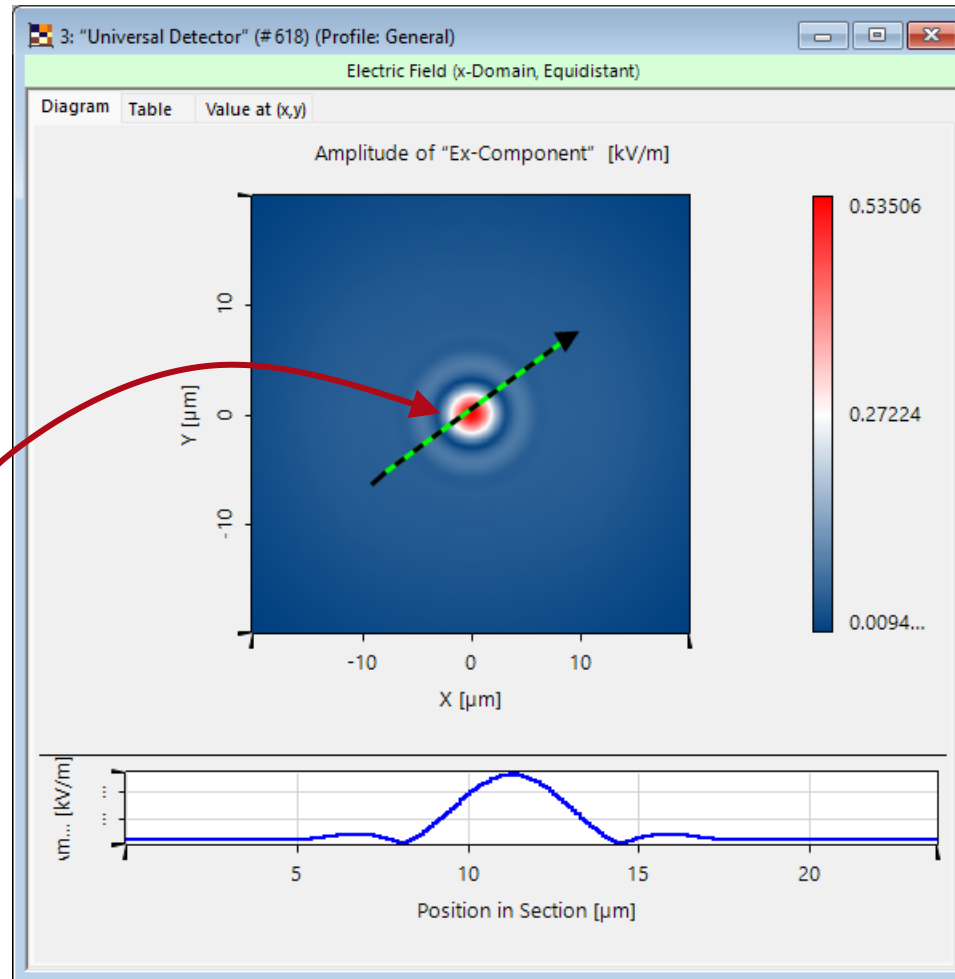 3: “Universal Detector” (# 618) (Profile: General)
Electric Field (x-Domain, Equidistant)
Diagram Table Value at (x,y)
Amplitude of “Ex-Component” [kV/m]
0.53506
0.27224
0.0094...
Y [µm]
10
0
-10
-10 0 10
X [µm]
m... [kV/m]
...
...
5 10 15 20
Position in Section [µm]